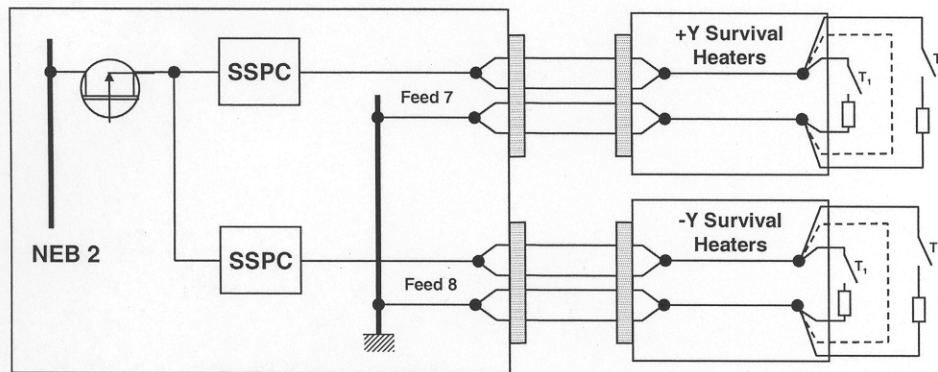 +Y Survival
Heaters
SSPC
T₁
T
Feed 7
NEB 2
SSPC
-Y Survival
Heaters
T₁
T
Feed 8